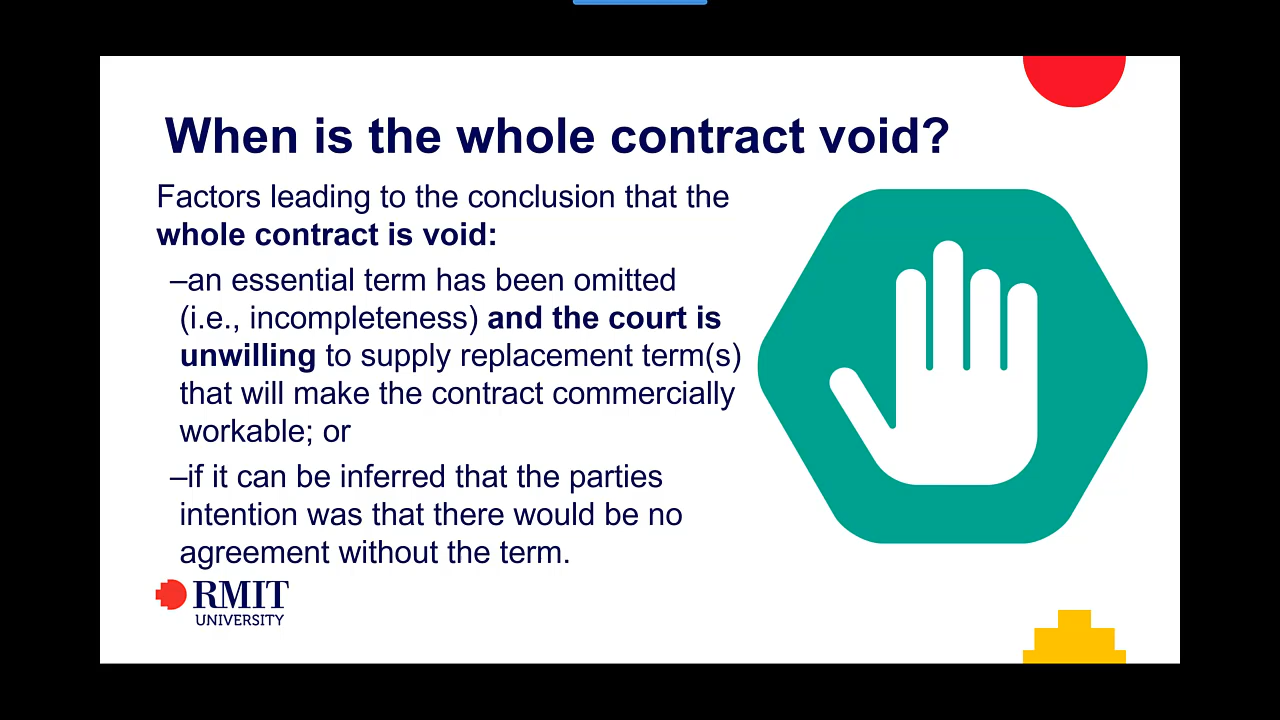 When is the whole contract void?
Factors leading to the conclusion that the
whole contract is void:
–an essential term has been omitted
(i.e., incompleteness) and the court is
unwilling to supply replacement term(s)
that will make the contract commercially
workable; or
–if it can be inferred that the parties
intention was that there would be no
agreement without the term.
RMIT
UNIVERSITY